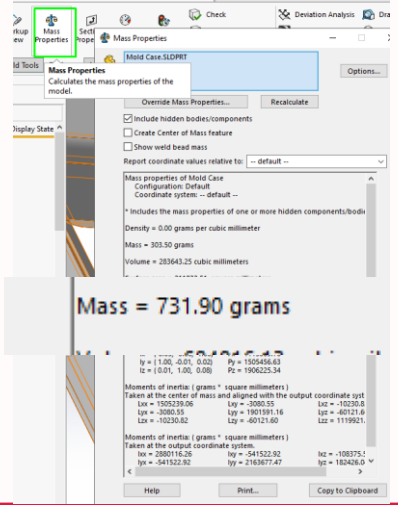 Check
Deviation Analysis
Dra
rkup
ew
Mass
Properties
Secti
Prope
Mass Properties
ld Tools
Mold Case.SLDPRT
Options...
Mass Properties
Calculates the mass properties of the
model.
Override Mass Properties...
Recalculate
Include hidden bodies/components
Display State
Create Center of Mass feature
Show weld bead mass
Report coordinate values relative to:
-- default --
Mass properties of Mold Case
Configuration: Default
Coordinate system: -- default --
* Includes the mass properties of one or more hidden components/bodi
Density = 0.00 grams per cubic millimeter
Mass = 303.50 grams
Volume = 283643.25 cubic millimeters
Mass = 731.90 grams
Iy = ( 1.00, -0.01, 0.02) Py = 1505456.63
Iz = ( 0.01, 1.00, 0.08) Pz = 1906225.34
Moments of inertia: ( grams * square millimeters )
Taken at the center of mass and aligned with the output coordinate syst
Lxx = 1505239.06 Lxy = -3080.55 Lxz = -10230.8
Lyx = -3080.55 Lyy = 1901591.16 Lyz = -60121.6
Lzx = -10230.82 Lzy = -60121.60 Lzz = 1119921.
Moments of inertia: ( grams * square millimeters )
Taken at the output coordinate system.
Ixx = 2880116.26 Ixy = -541522.92 Ixz = -108375.5
Iyx = -541522.92 Iyy = 2163677.47 Iyz = 182426.0
Help
Print...
Copy to Clipboard